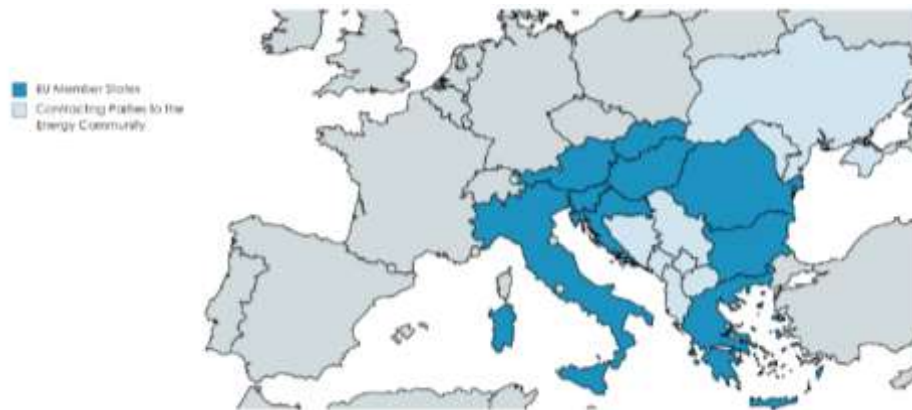 EU Member States
Contracting Parties to the
Energy Community